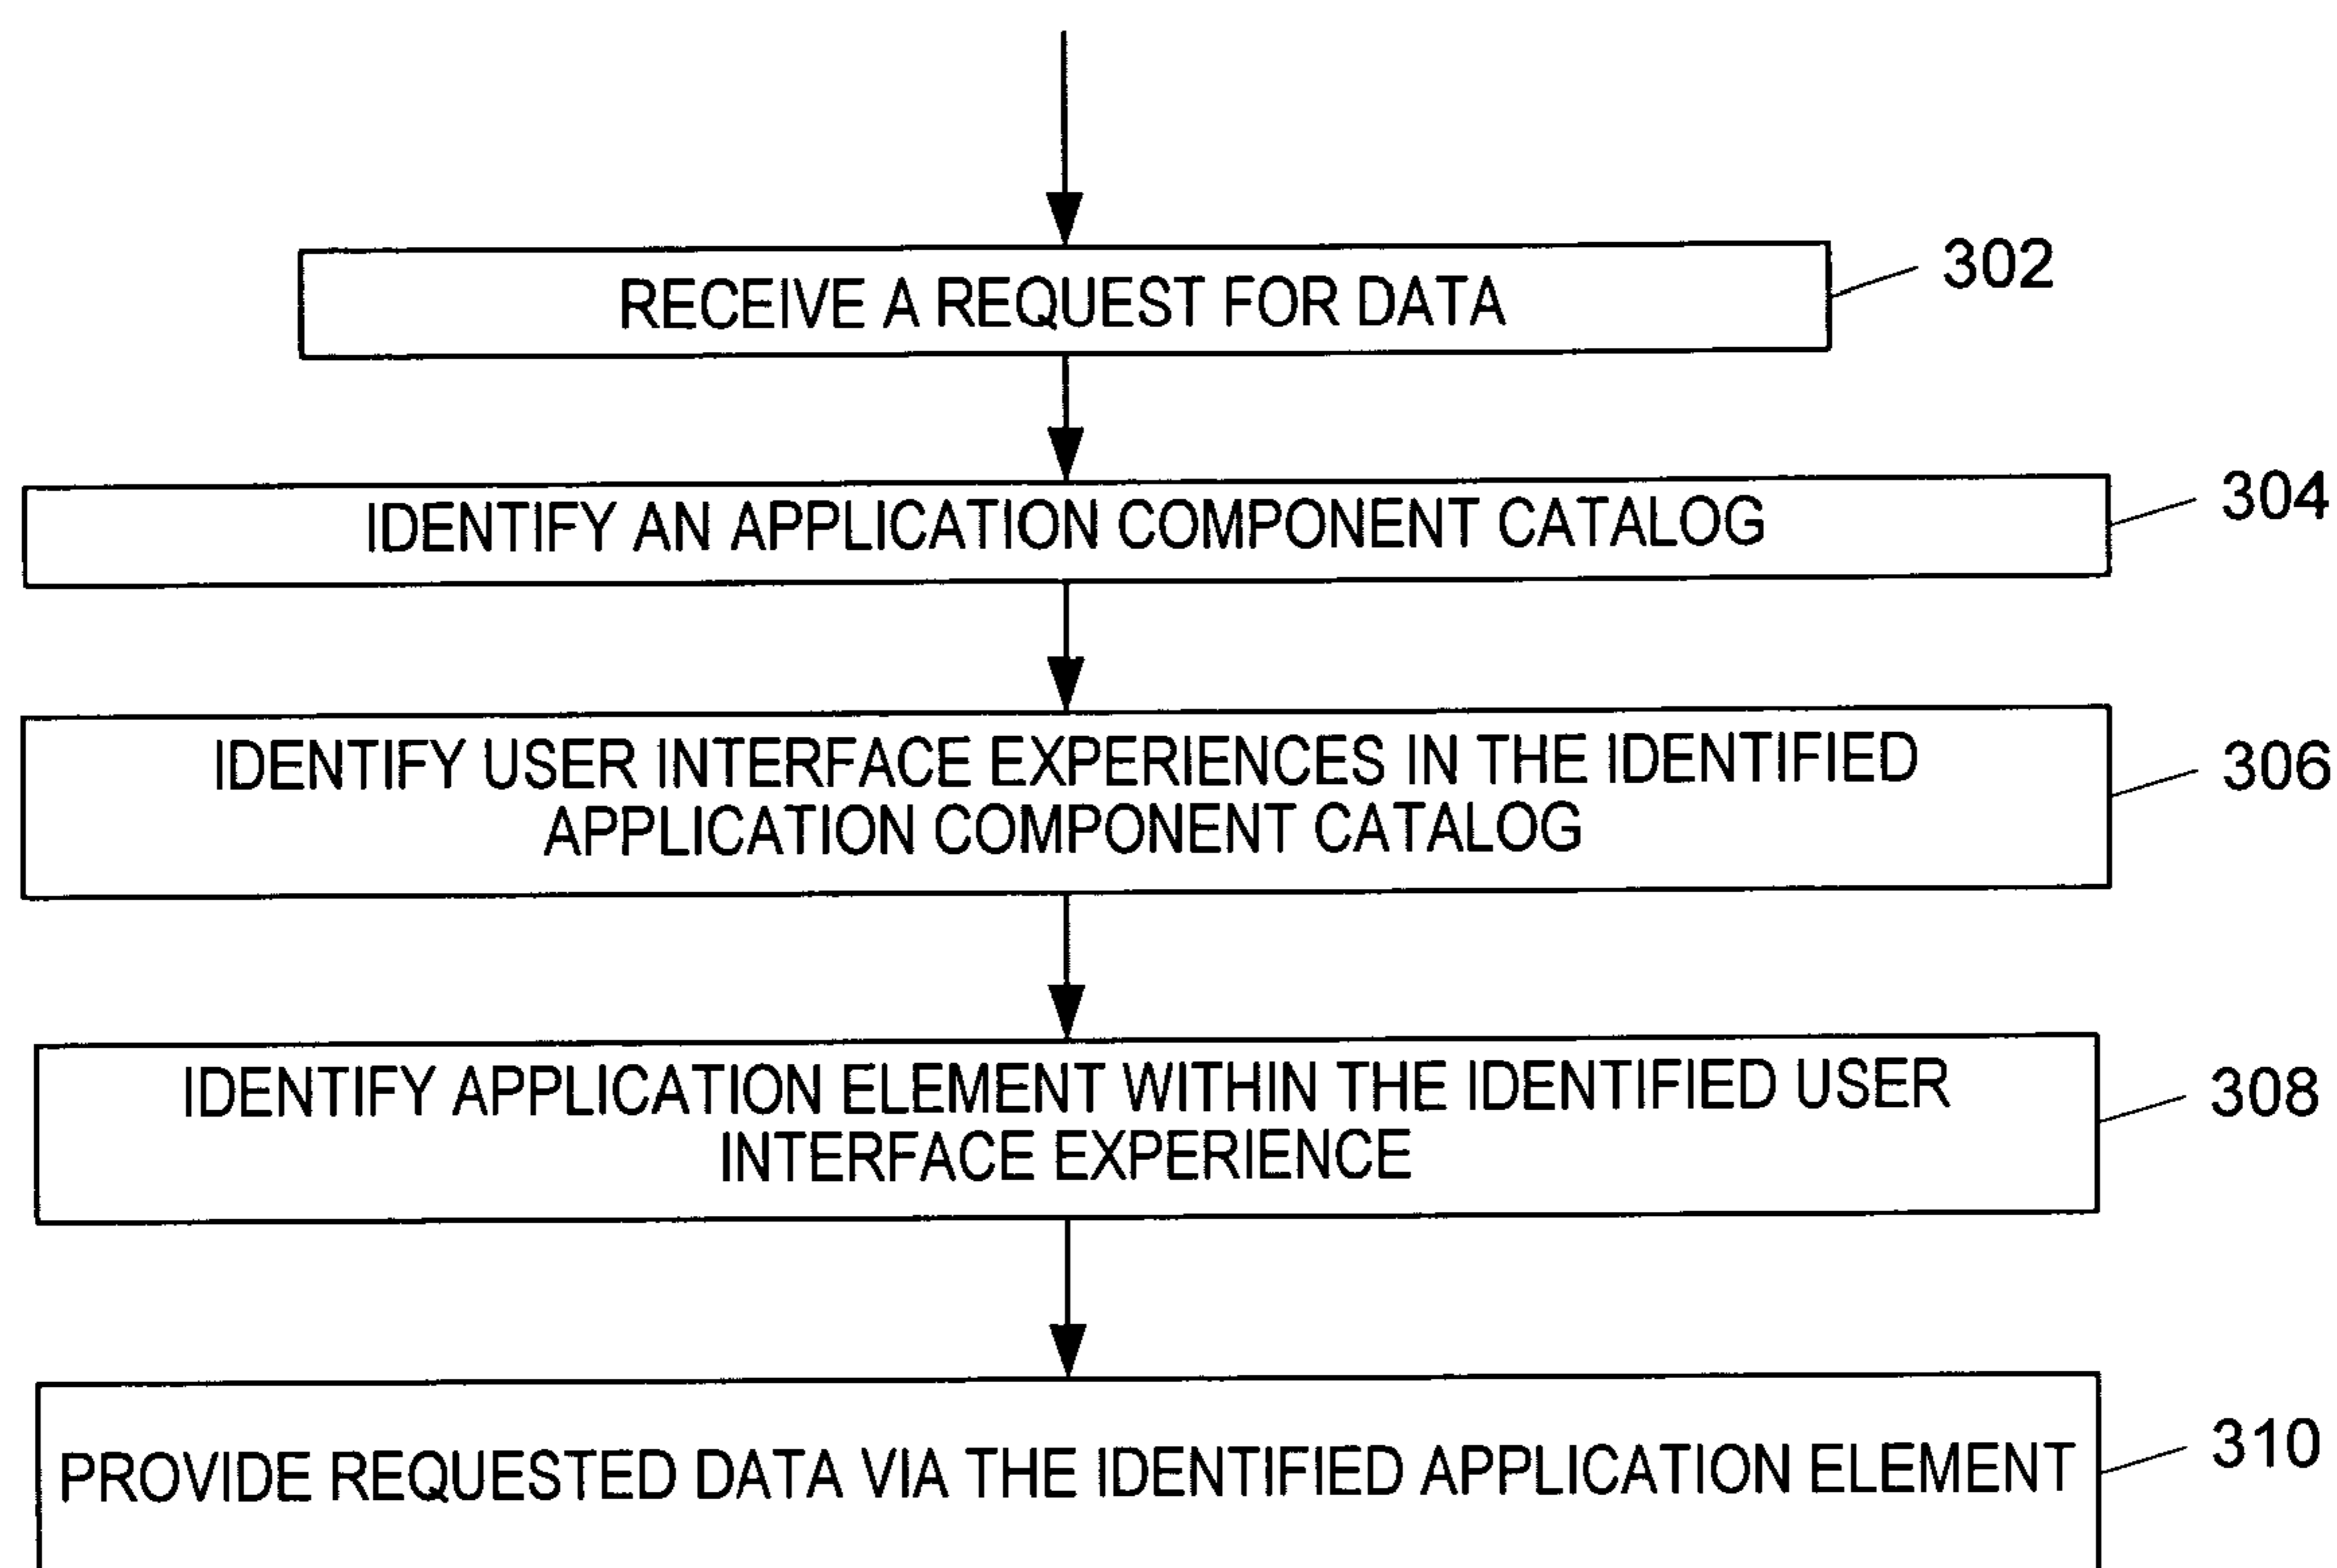 RECEIVE A REQUEST FOR DATA
302
IDENTIFY AN APPLICATION COMPONENT CATALOG
304
IDENTIFY USER INTERFACE EXPERIENCES IN THE IDENTIFIED
APPLICATION COMPONENT CATALOG
306
IDENTIFY APPLICATION ELEMENT WITHIN THE IDENTIFIED USER
INTERFACE EXPERIENCE
308
PROVIDE REQUESTED DATA VIA THE IDENTIFIED APPLICATION ELEMENT
310